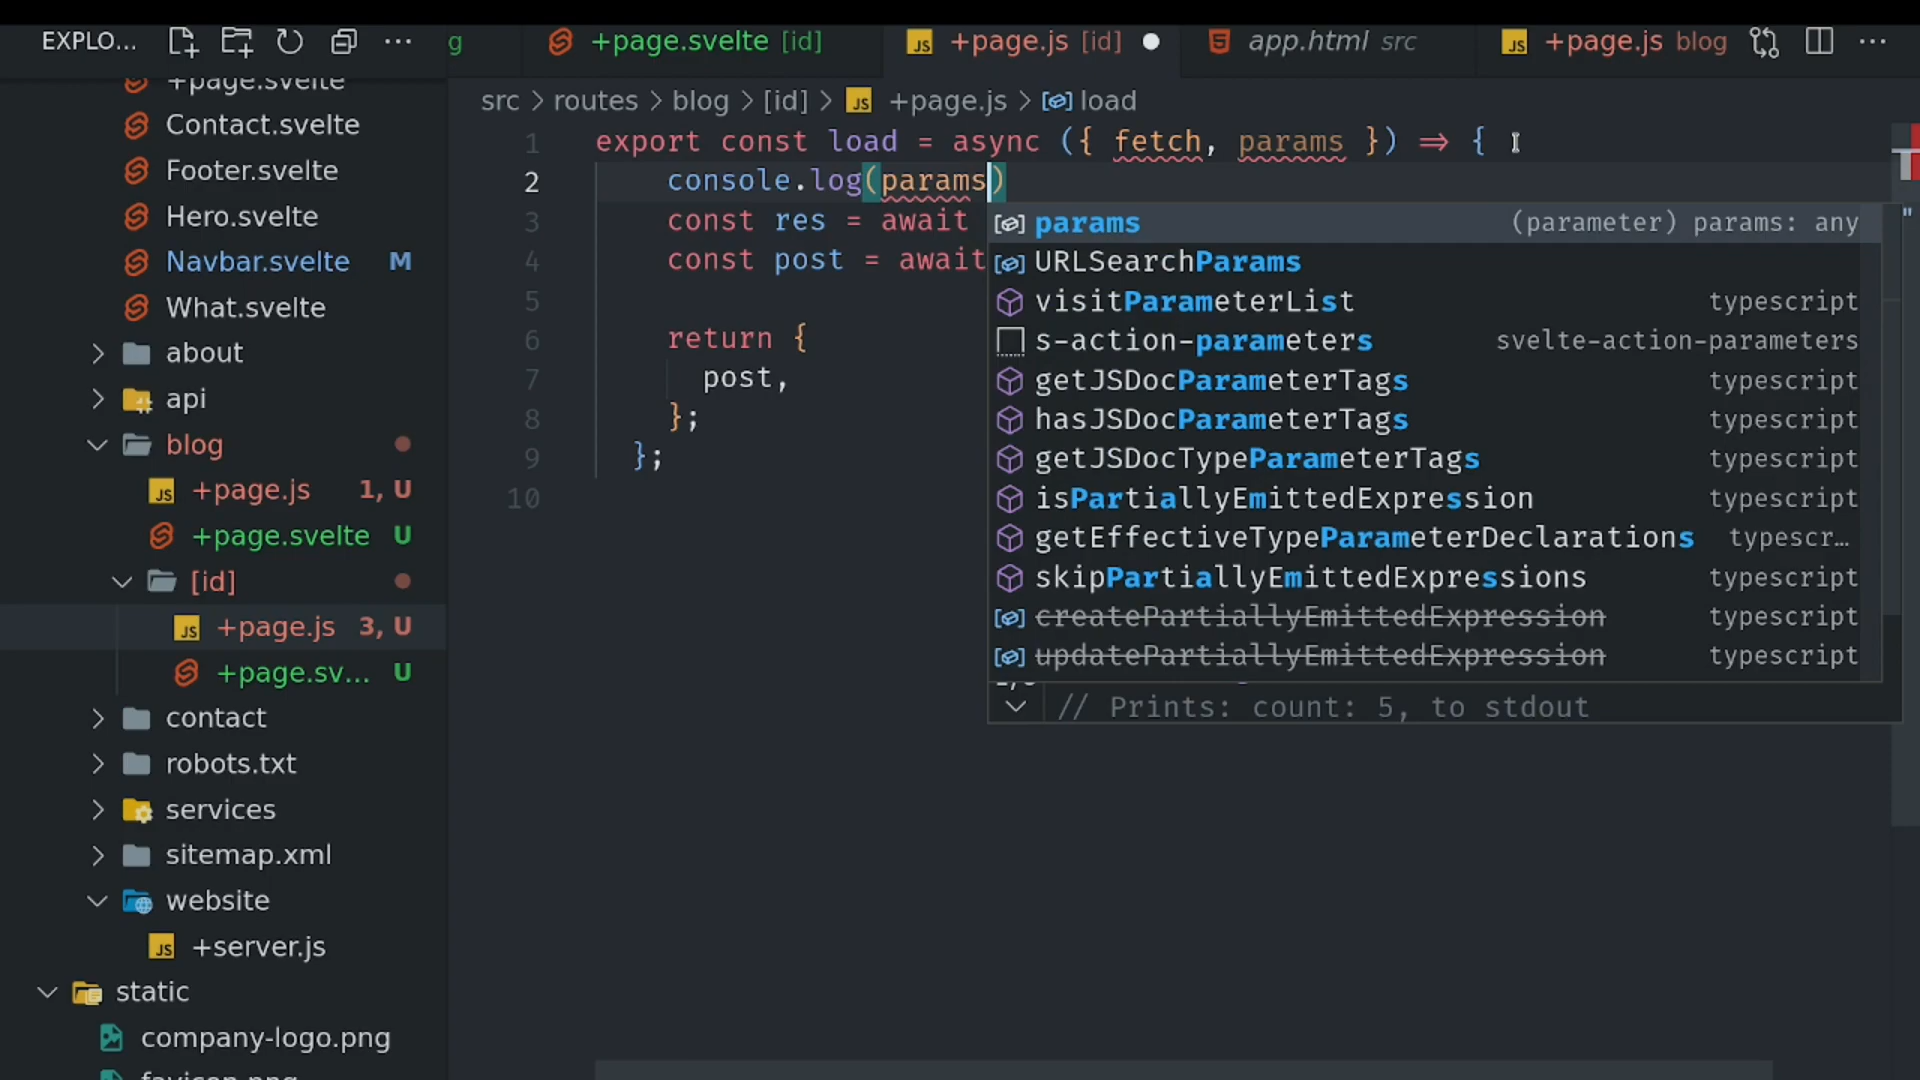 EXPLO...
g
+page.svelte [id]
JS +page.js [id]
app.html src
JS +page.js blog
src > routes > blog > [id] > JS +page.js > load
+page.svelte
Contact.svelte
Footer.svelte
Hero.svelte
Navbar.svelte M
What.svelte
about
api
blog
JS +page.js 1, U
+page.svelte U
[id]
JS +page.js 3, U
+page.sv... U
contact
robots.txt
services
sitemap.xml
website
JS +server.js
static
company-logo.png
favicon.png
1 export const load = async ({ fetch, params }) => {
2 console.log(params)
3 const res = await
4 const post = await
5
6 return {
7 post,
8 };
9 };
10
params (parameter) params: any
URLSearchParams
visitParameterList typescript
s-action-parameters svelte-action-parameters
getJSDocParameterTags typescript
hasJSDocParameterTags typescript
getJSDocTypeParameterTags typescript
isPartiallyEmittedExpression typescript
getEffectiveTypeParameterDeclarations typescr...
skipPartiallyEmittedExpressions typescript
createPartiallyEmittedExpression typescript
updatePartiallyEmittedExpression typescript
// Prints: count: 5, to stdout